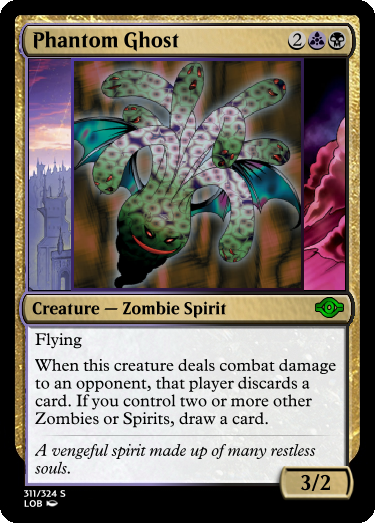 Phantom Ghost 2
Creature — Zombie Spirit
Flying
When this creature deals combat damage
to an opponent, that player discards a
card. If you control two or more other
Zombies or Spirits, draw a card.
A vengeful spirit made up of many restless
souls.
3/2
311/324 S
LOB